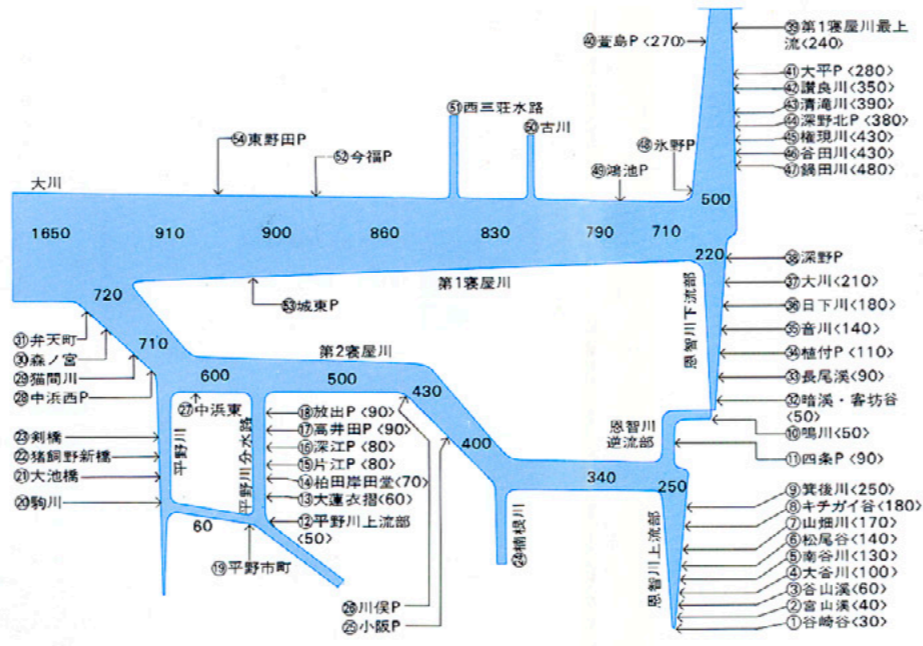 ㊴第1寝屋川最上
流<240>
㊵萱島P<270>
㊶大平P<280>
㊷讃良川<350>
㊸清滝川<390>
㊹深野北P<380>
㊺権現川<430>
㊻谷田川<430>
㊼鍋田川<480>
㊽氷野P
㊾鴻池P
㊿古川
51西三荘水路
52今福P
54東野田P
大川
1650
910
900
860
830
790
710
500
220
㊳深野P
㊲大川<210>
㊱日下川<180>
㉟音川<140>
㉞植付P<110>
㉝長尾渓<90>
㉜暗渓・客坊谷
<50>
⑩鳴川<50>
⑪四条P<90>
恩智川下流部
第1寝屋川
53城東P
720
710
㉛弁天町
㉚森ノ宮
㉙猫間川
㉘中浜西P
第2寝屋川
600
500
430
400
340
250
㉗中浜東
恩智川
逆流部
㉓剣橋
㉒猪飼野新橋
㉑大池橋
⑳駒川
平野川
平野川分水路
⑱放出P<90>
⑰高井田P<90>
⑯深江P<80>
⑮片江P<80>
⑭柏田岸田堂<70>
⑬大蓮衣摺<60>
⑫平野川上流部
<50>
60
⑲平野市町
㉔楠根川
㉖川俣P
㉕小阪P
恩智川上流部
⑨箕後川<250>
⑧キチガイ谷<180>
⑦山畑川<170>
⑥松尾谷<140>
⑤南谷川<130>
④大谷川<100>
③谷山渓<60>
②宮山渓<40>
①谷崎谷<30>